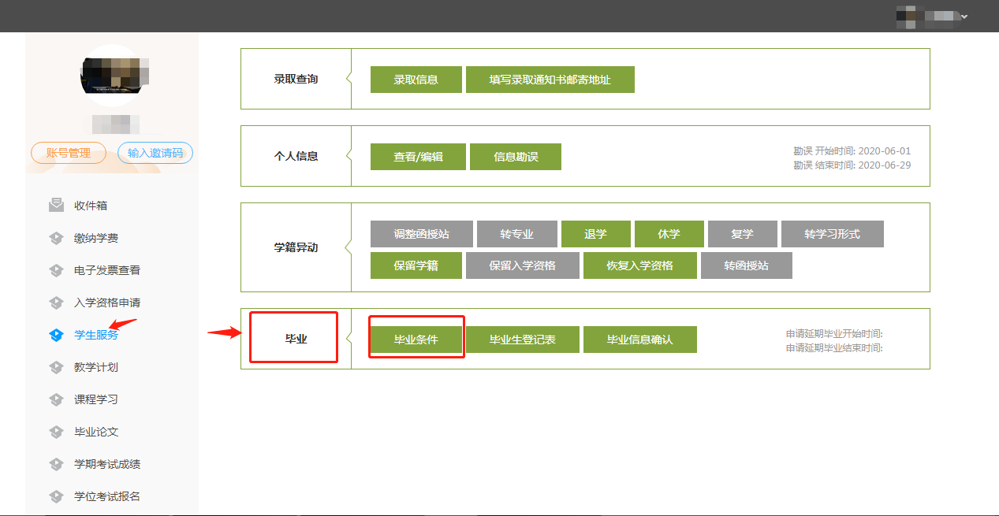 账号管理 输入邀请码
收件箱
缴纳学费
电子发票查看
入学资格申请
学生服务
教学计划
课程学习
毕业论文
学期考试成绩
学位考试报名
录取查询 录取信息 填写录取通知书邮寄地址
个人信息 查看/编辑 信息勘误
勘误 开始时间: 2020-06-01
勘误 结束时间: 2020-06-29
学籍异动
调整函授站 转专业 退学 休学 复学 转学习形式
保留学籍 保留入学资格 恢复入学资格 转函授站
毕业 毕业条件 毕业生登记表 毕业信息确认
申请延期毕业开始时间:
申请延期毕业结束时间: